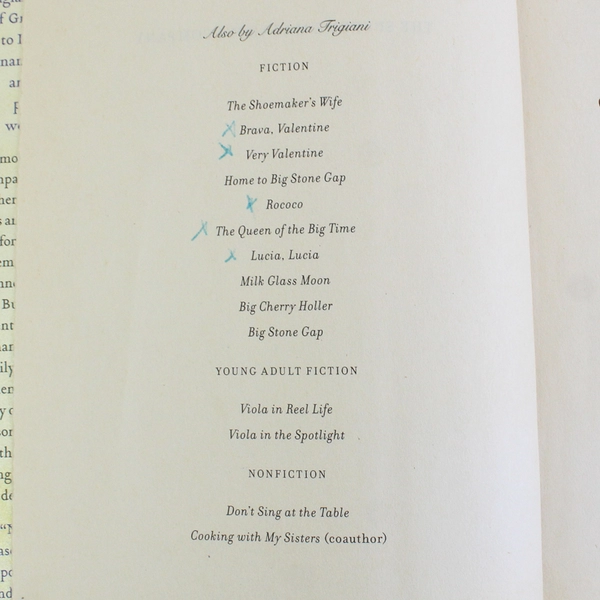 Also by Adriana Trigiani
FICTION
The Shoemaker's Wife
Brava, Valentine
Very Valentine
Home to Big Stone Gap
Rococo
The Queen of the Big Time
Lucia, Lucia
Milk Glass Moon
Big Cherry Holler
Big Stone Gap
YOUNG ADULT FICTION
Viola in Reel Life
Viola in the Spotlight
NONFICTION
Don't Sing at the Table
Cooking with My Sisters (coauthor)